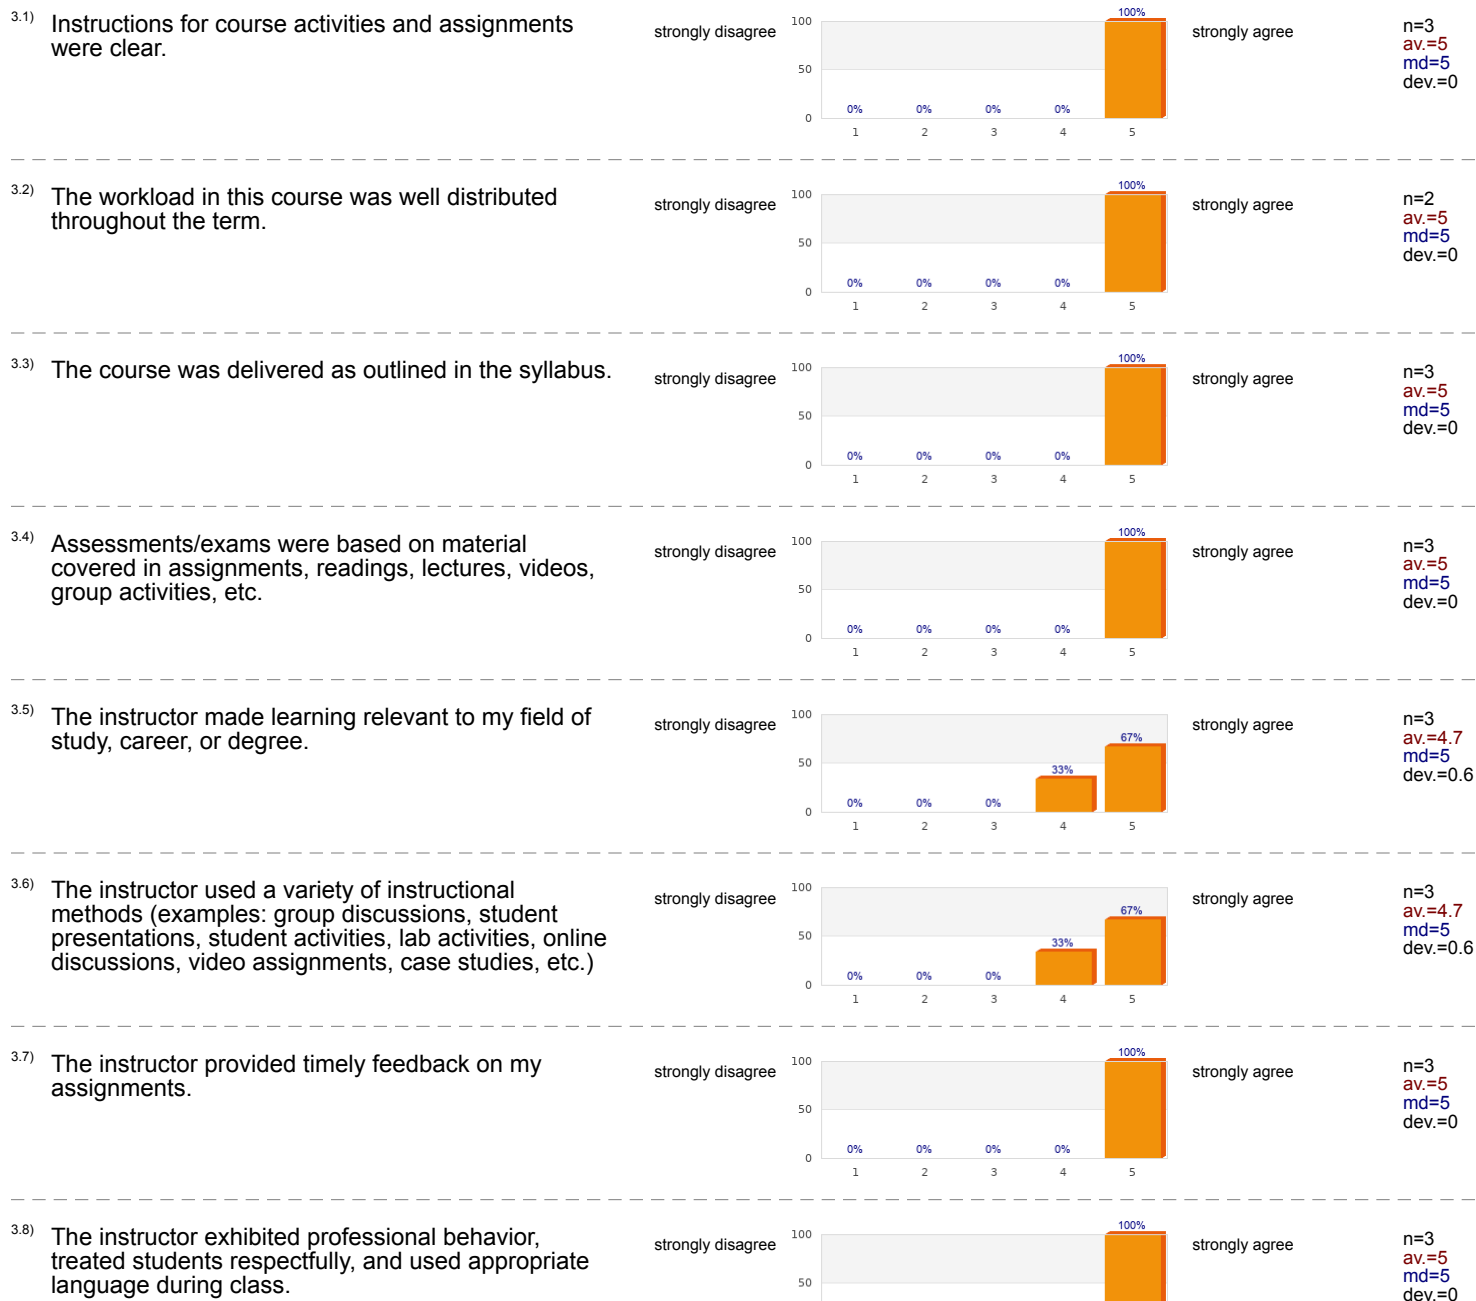 3.1) Instructions for course activities and assignments
were clear.
strongly disagree
100
50
0
0%
0%
0%
0%
100%
1
2
3
4
5
strongly agree
n=3
av.=5
md=5
dev.=0
3.2) The workload in this course was well distributed
throughout the term.
strongly disagree
100
50
0
0%
0%
0%
0%
100%
1
2
3
4
5
strongly agree
n=2
av.=5
md=5
dev.=0
3.3) The course was delivered as outlined in the syllabus.
strongly disagree
100
50
0
0%
0%
0%
0%
100%
1
2
3
4
5
strongly agree
n=3
av.=5
md=5
dev.=0
3.4) Assessments/exams were based on material
covered in assignments, readings, lectures, videos,
group activities, etc.
strongly disagree
100
50
0
0%
0%
0%
0%
100%
1
2
3
4
5
strongly agree
n=3
av.=5
md=5
dev.=0
3.5) The instructor made learning relevant to my field of
study, career, or degree.
strongly disagree
100
50
0
0%
0%
0%
33%
67%
1
2
3
4
5
strongly agree
n=3
av.=4.7
md=5
dev.=0.6
3.6) The instructor used a variety of instructional
methods (examples: group discussions, student
presentations, student activities, lab activities, online
discussions, video assignments, case studies, etc.)
strongly disagree
100
50
0
0%
0%
0%
33%
67%
1
2
3
4
5
strongly agree
n=3
av.=4.7
md=5
dev.=0.6
3.7) The instructor provided timely feedback on my
assignments.
strongly disagree
100
50
0
0%
0%
0%
0%
100%
1
2
3
4
5
strongly agree
n=3
av.=5
md=5
dev.=0
3.8) The instructor exhibited professional behavior,
treated students respectfully, and used appropriate
language during class.
strongly disagree
100
50
100%
strongly agree
n=3
av.=5
md=5
dev.=0